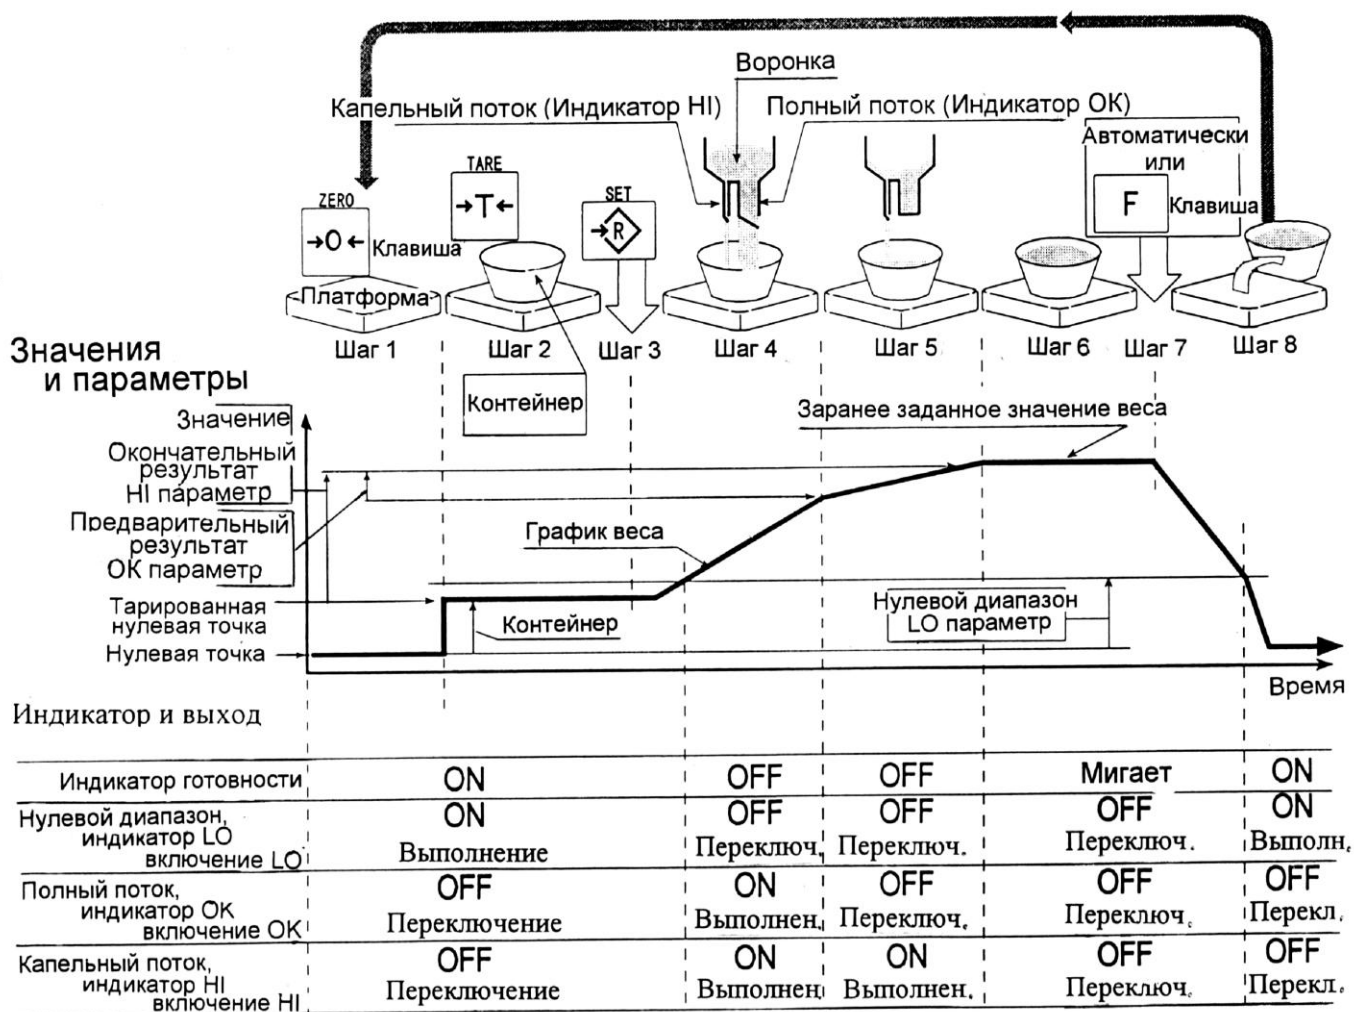 Воронка
Капельный поток (Индикатор HI)
Полный поток (Индикатор ОК)
Автоматически
или
F
Клавиша
TARE
→T←
ZERO
→0←
Клавиша
SET
→R
Платформа
Шаг 1
Шаг 2
Шаг 3
Шаг 4
Шаг 5
Шаг 6
Шаг 7
Шаг 8
Значения
и параметры
Контейнер
Значение
Заранее заданное значение веса
Окончательный
результат
HI параметр
Предварительный
результат
ОК параметр
График веса
Тарированная
нулевая точка
Контейнер
Нулевой диапазон
LO параметр
Нулевая точка
Время
Индикатор и выход
Индикатор готовности ON OFF OFF Мигает ON
Нулевой диапазон,
индикатор LO
включение LO
ON OFF OFF OFF ON
Выполнение Переключ. Переключ. Переключ. Выполн.
Полный поток,
индикатор ОК
включение ОК
OFF ON OFF OFF OFF
Переключение Выполнен. Переключ. Переключ. Перекл.
Капельный поток,
индикатор HI
включение HI
OFF ON ON OFF OFF
Переключение Выполнен Выполнен. Переключ. Перекл.